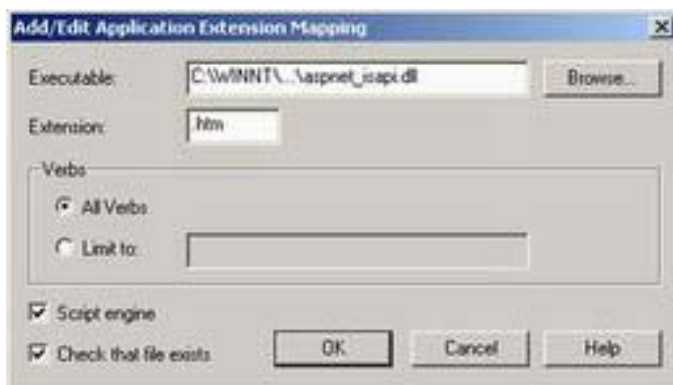 Add/Edit Application Extension Mapping
Executable: C:\WINNT\...\aspnet_isapi.dll Browse...
Extension: .htm
Verbs
All Verbs
Limit to:
Script engine
Check that file exists OK Cancel Help